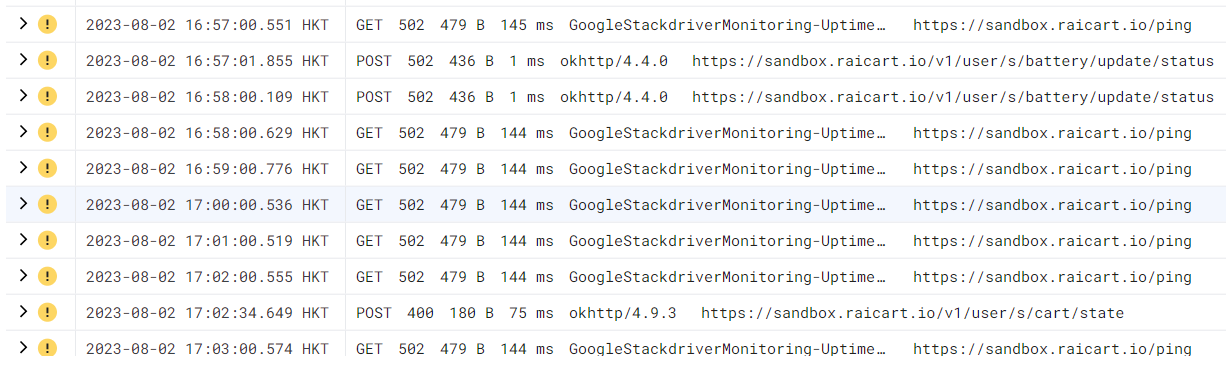 2023-08-02 16:57:00.551 HKT GET 502 479 B 145 ms GoogleStackdriverMonitoring-Uptime… https://sandbox.raicart.io/ping
2023-08-02 16:57:01.855 HKT POST 502 436 B 1 ms okhttp/4.4.0 https://sandbox.raicart.io/v1/user/s/battery/update/status
2023-08-02 16:58:00.109 HKT POST 502 436 B 1 ms okhttp/4.4.0 https://sandbox.raicart.io/v1/user/s/battery/update/status
2023-08-02 16:58:00.629 HKT GET 502 479 B 144 ms GoogleStackdriverMonitoring-Uptime… https://sandbox.raicart.io/ping
2023-08-02 16:59:00.776 HKT GET 502 479 B 144 ms GoogleStackdriverMonitoring-Uptime… https://sandbox.raicart.io/ping
2023-08-02 17:00:00.536 HKT GET 502 479 B 144 ms GoogleStackdriverMonitoring-Uptime… https://sandbox.raicart.io/ping
2023-08-02 17:01:00.519 HKT GET 502 479 B 144 ms GoogleStackdriverMonitoring-Uptime… https://sandbox.raicart.io/ping
2023-08-02 17:02:00.555 HKT GET 502 479 B 144 ms GoogleStackdriverMonitoring-Uptime… https://sandbox.raicart.io/ping
2023-08-02 17:02:34.649 HKT POST 400 180 B 75 ms okhttp/4.9.3 https://sandbox.raicart.io/v1/user/s/cart/state
2023-08-02 17:03:00.574 HKT GET 502 479 B 144 ms GoogleStackdriverMonitoring-Uptime… https://sandbox.raicart.io/ping